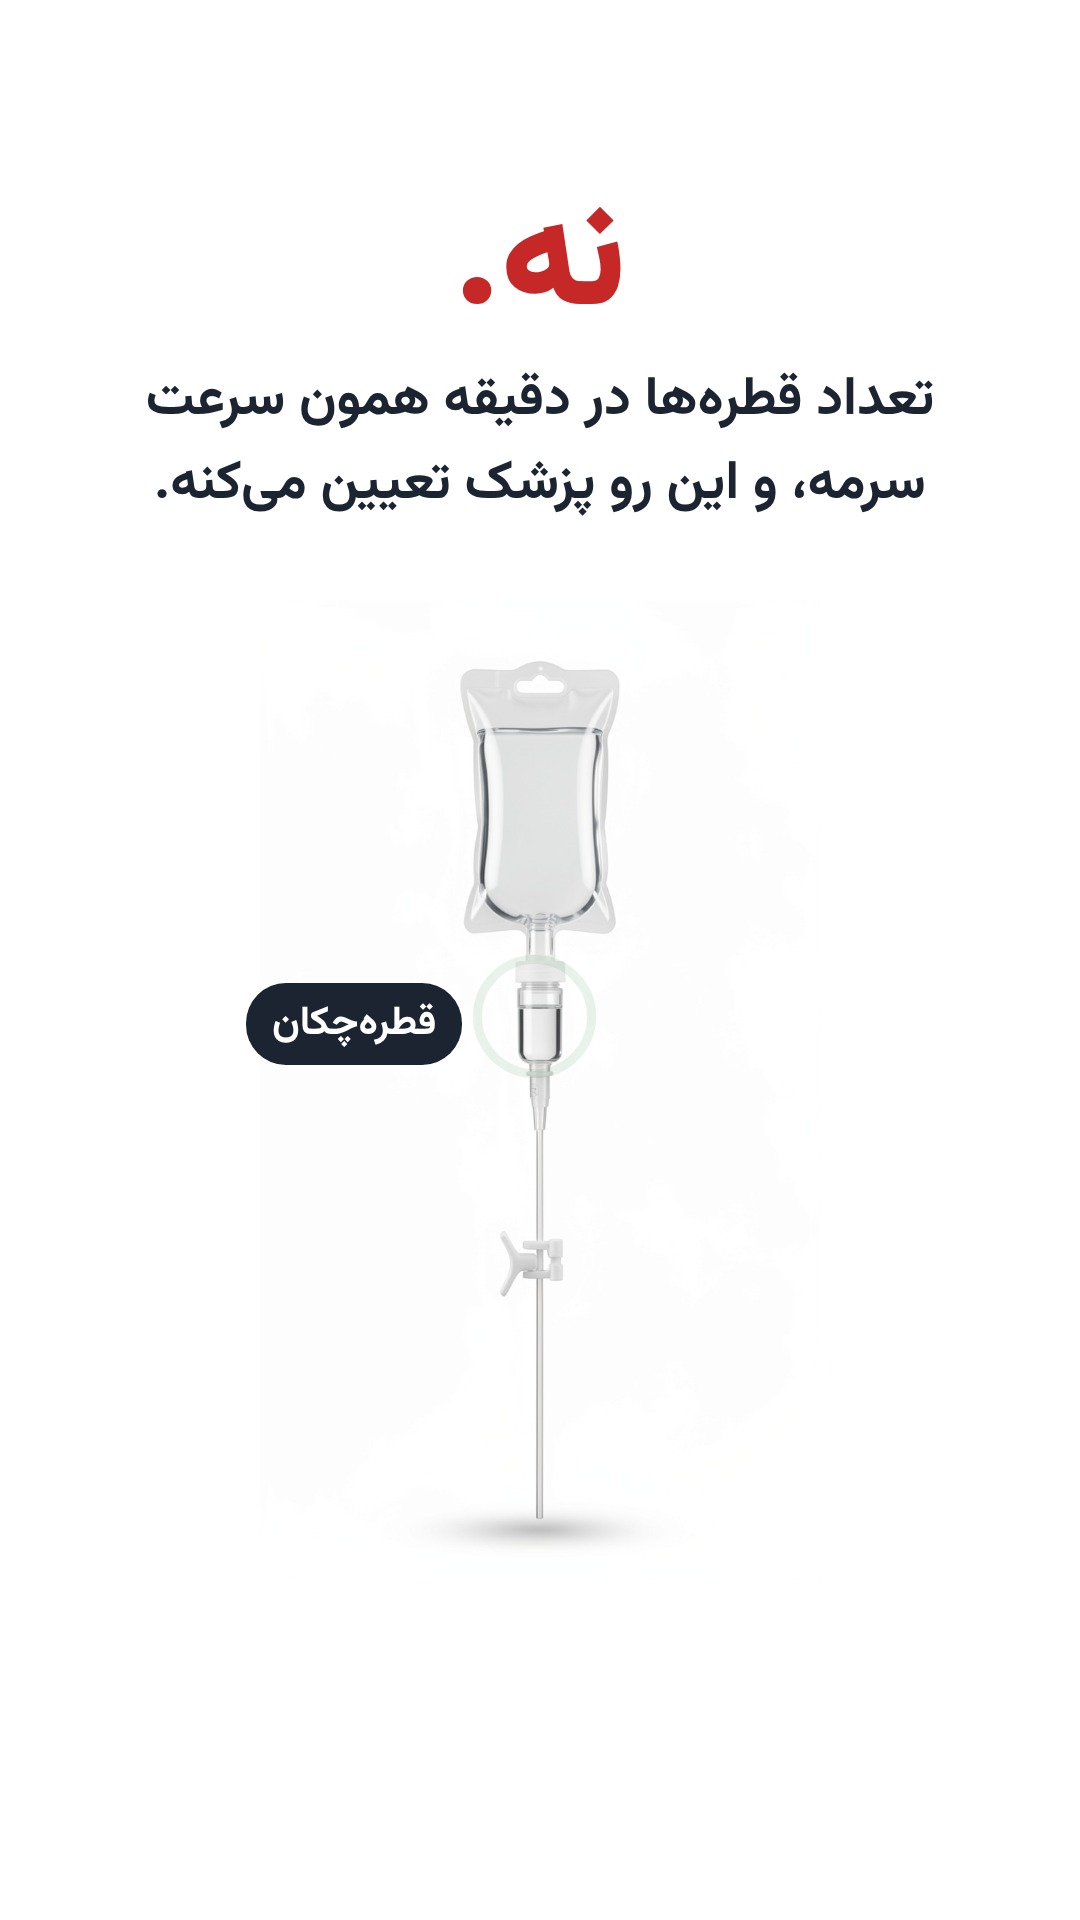 نه.
تعداد قطره‌ها در دقیقه همون سرعت
سرمه، و این رو پزشک تعیین می‌کنه.
قطره‌چکان